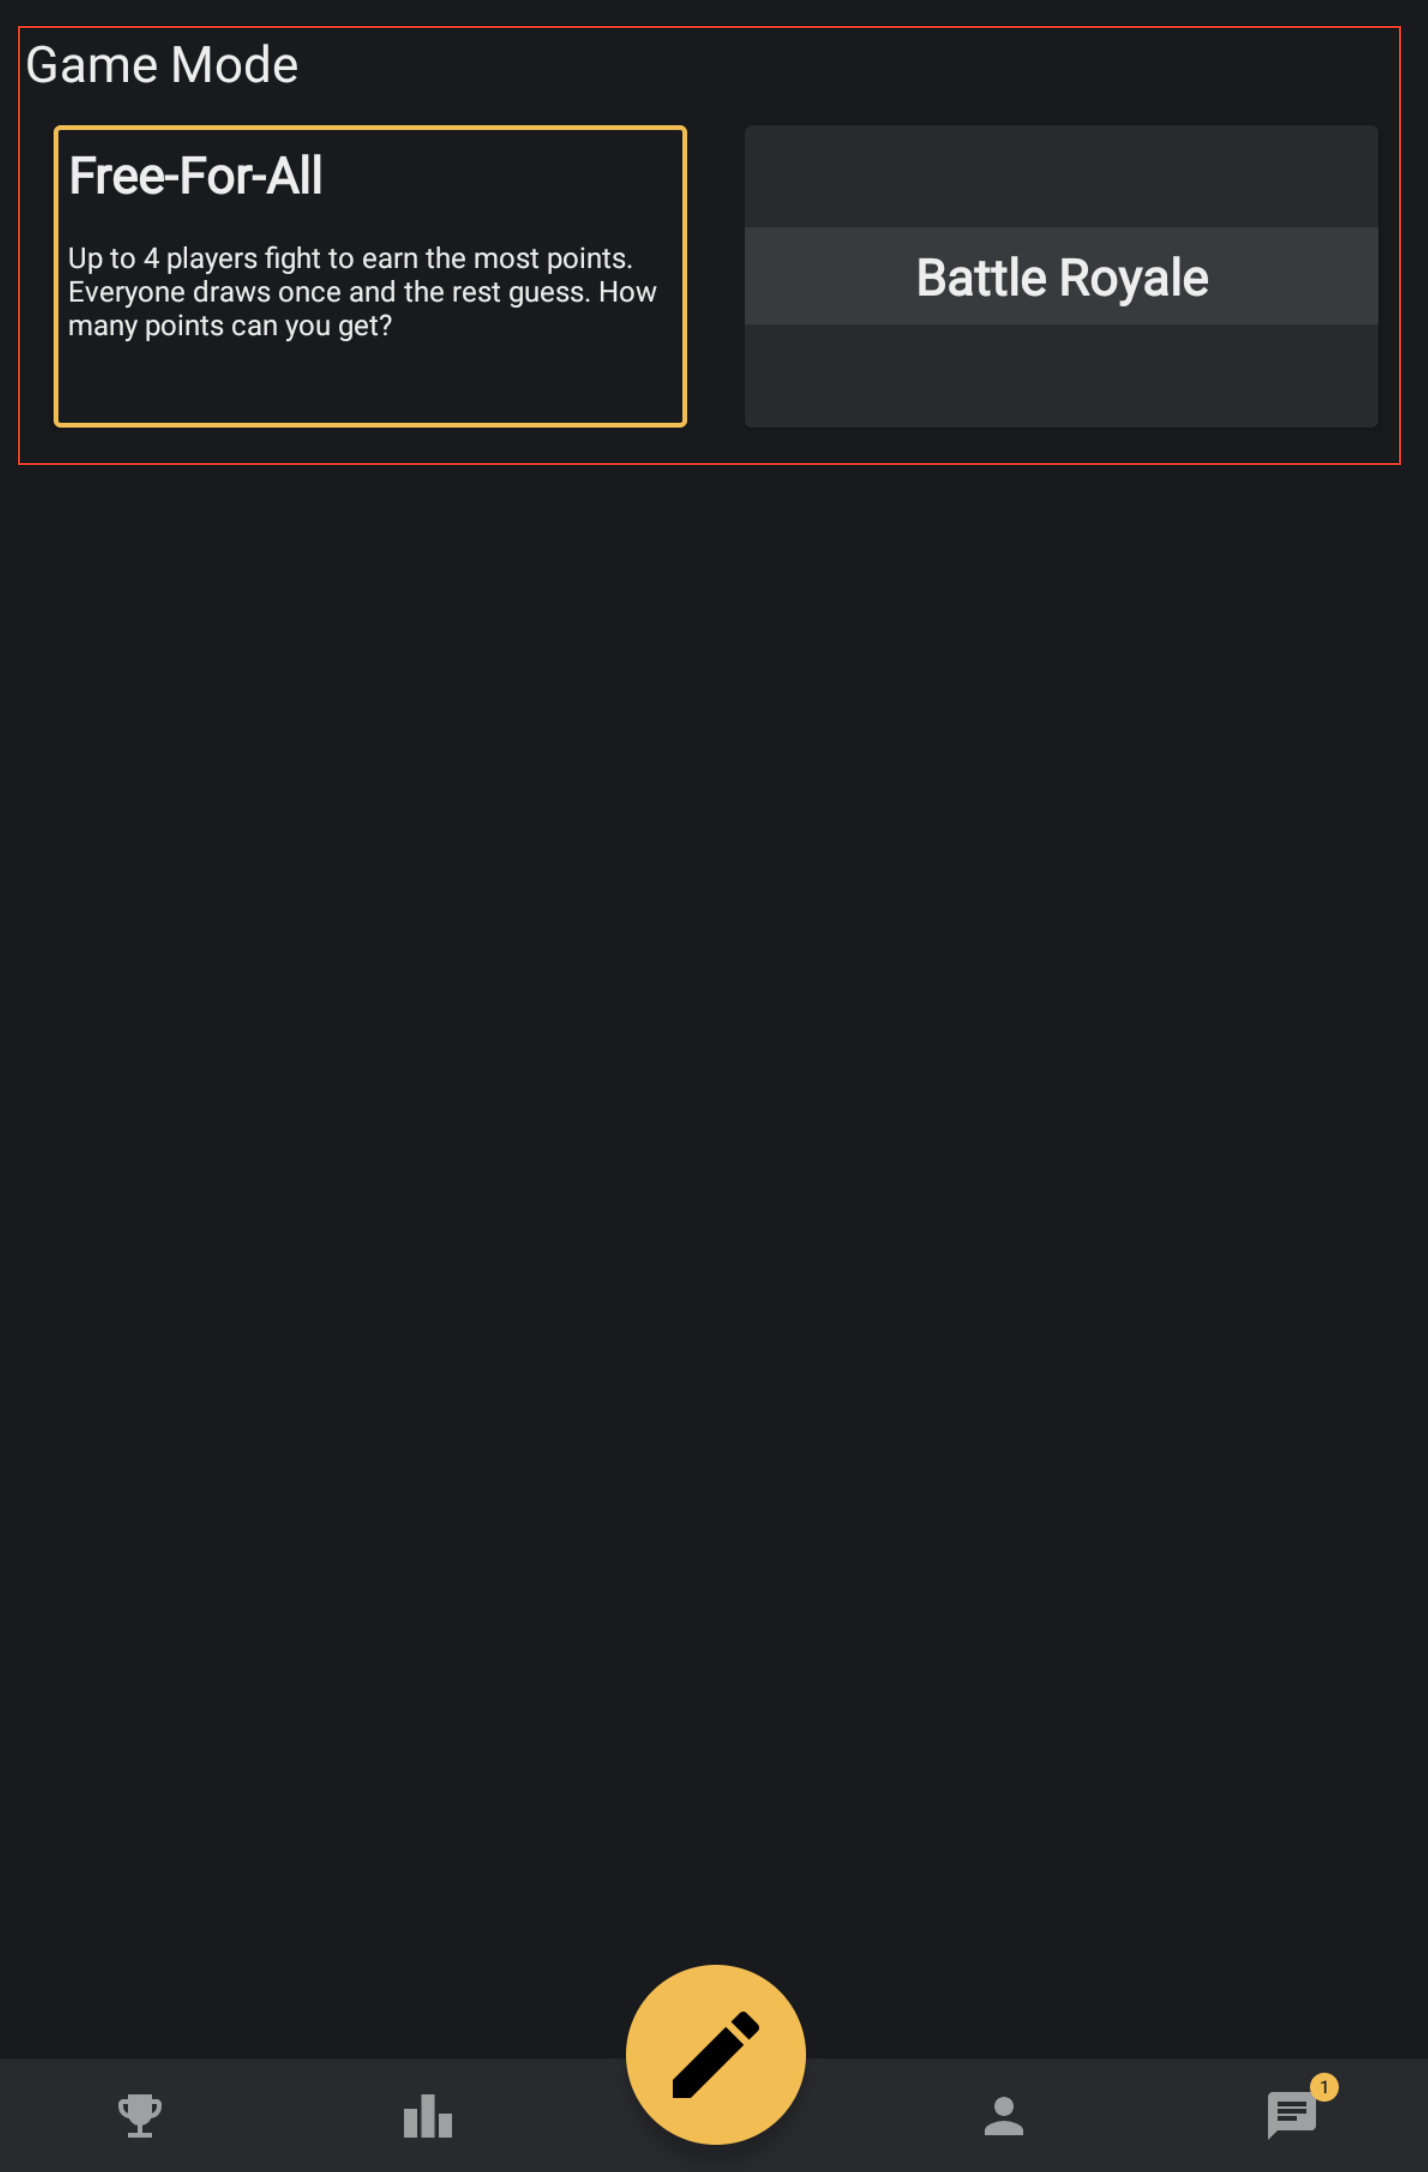 Game Mode
Free-For-All
Up to 4 players fight to earn the most points.
Everyone draws once and the rest guess. How
many points can you get?
Battle Royale
1